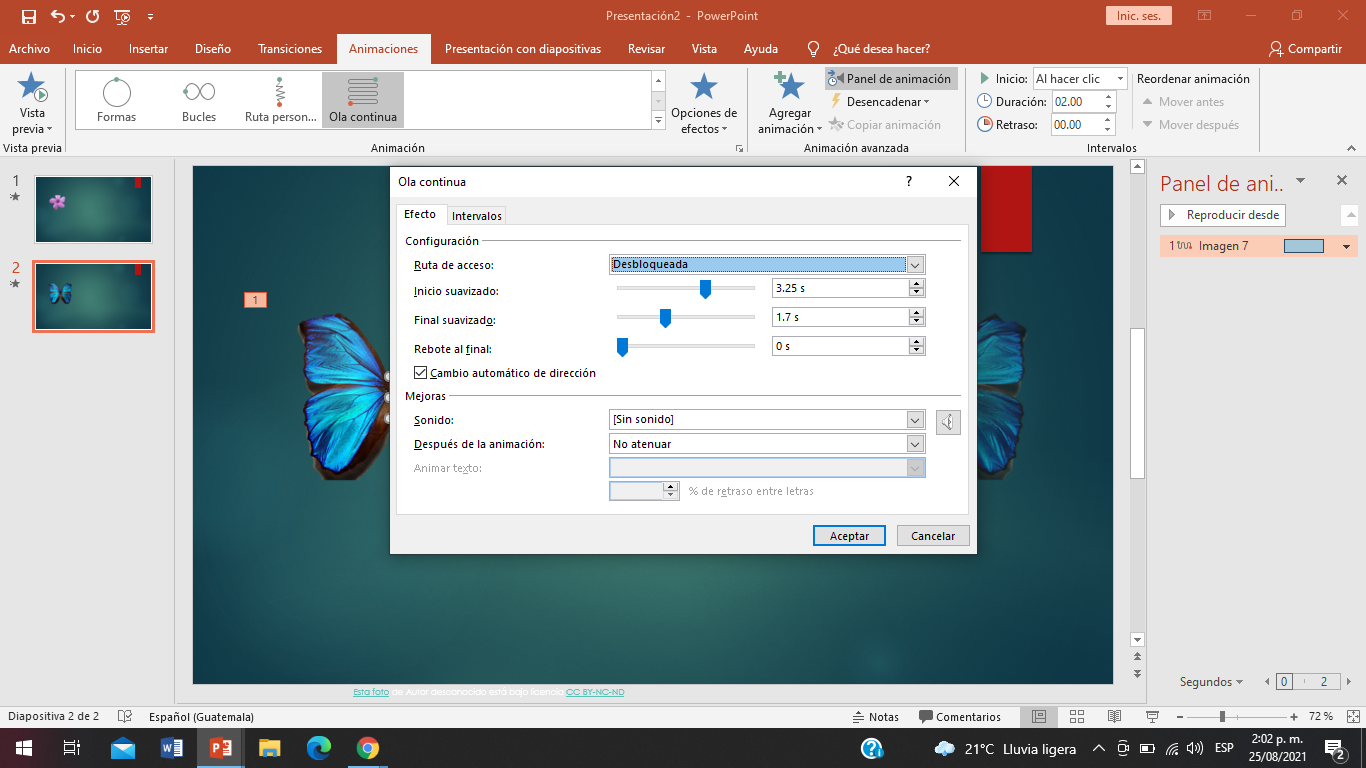 Presentación2 - PowerPoint
Inic. ses.
Archivo Inicio Insertar Diseño Transiciones Animaciones Presentación con diapositivas Revisar Vista Ayuda ¿Qué desea hacer? Compartir
Vista previa
Formas Bucles Ruta person... Ola continua
Opciones de efectos
Agregar animación
Panel de animación
Desencadenar
Copiar animación
Inicio: Al hacer clic
Duración: 02.00
Retraso: 00.00
Reordenar animación
Mover antes
Mover después
Vista previa Animación Animación avanzada Intervalos
1
2
1
Ola continua ?
Efecto Intervalos
Configuración
Ruta de acceso: Desbloqueada
Inicio suavizado: 3.25 s
Final suavizado: 1.7 s
Rebote al final: 0 s
Cambio automático de dirección
Mejoras
Sonido: [Sin sonido]
Después de la animación: No atenuar
Animar texto:
% de retraso entre letras
Aceptar Cancelar
Panel de ani...
Reproducir desde
1 Imagen 7
Segundos 0 2
Esta foto de Autor desconocido está bajo licencia CC BY-NC-ND
Diapositiva 2 de 2 Español (Guatemala) Notas Comentarios 72 %
21°C Lluvia ligera ESP 2:02 p. m.
25/08/2021
2